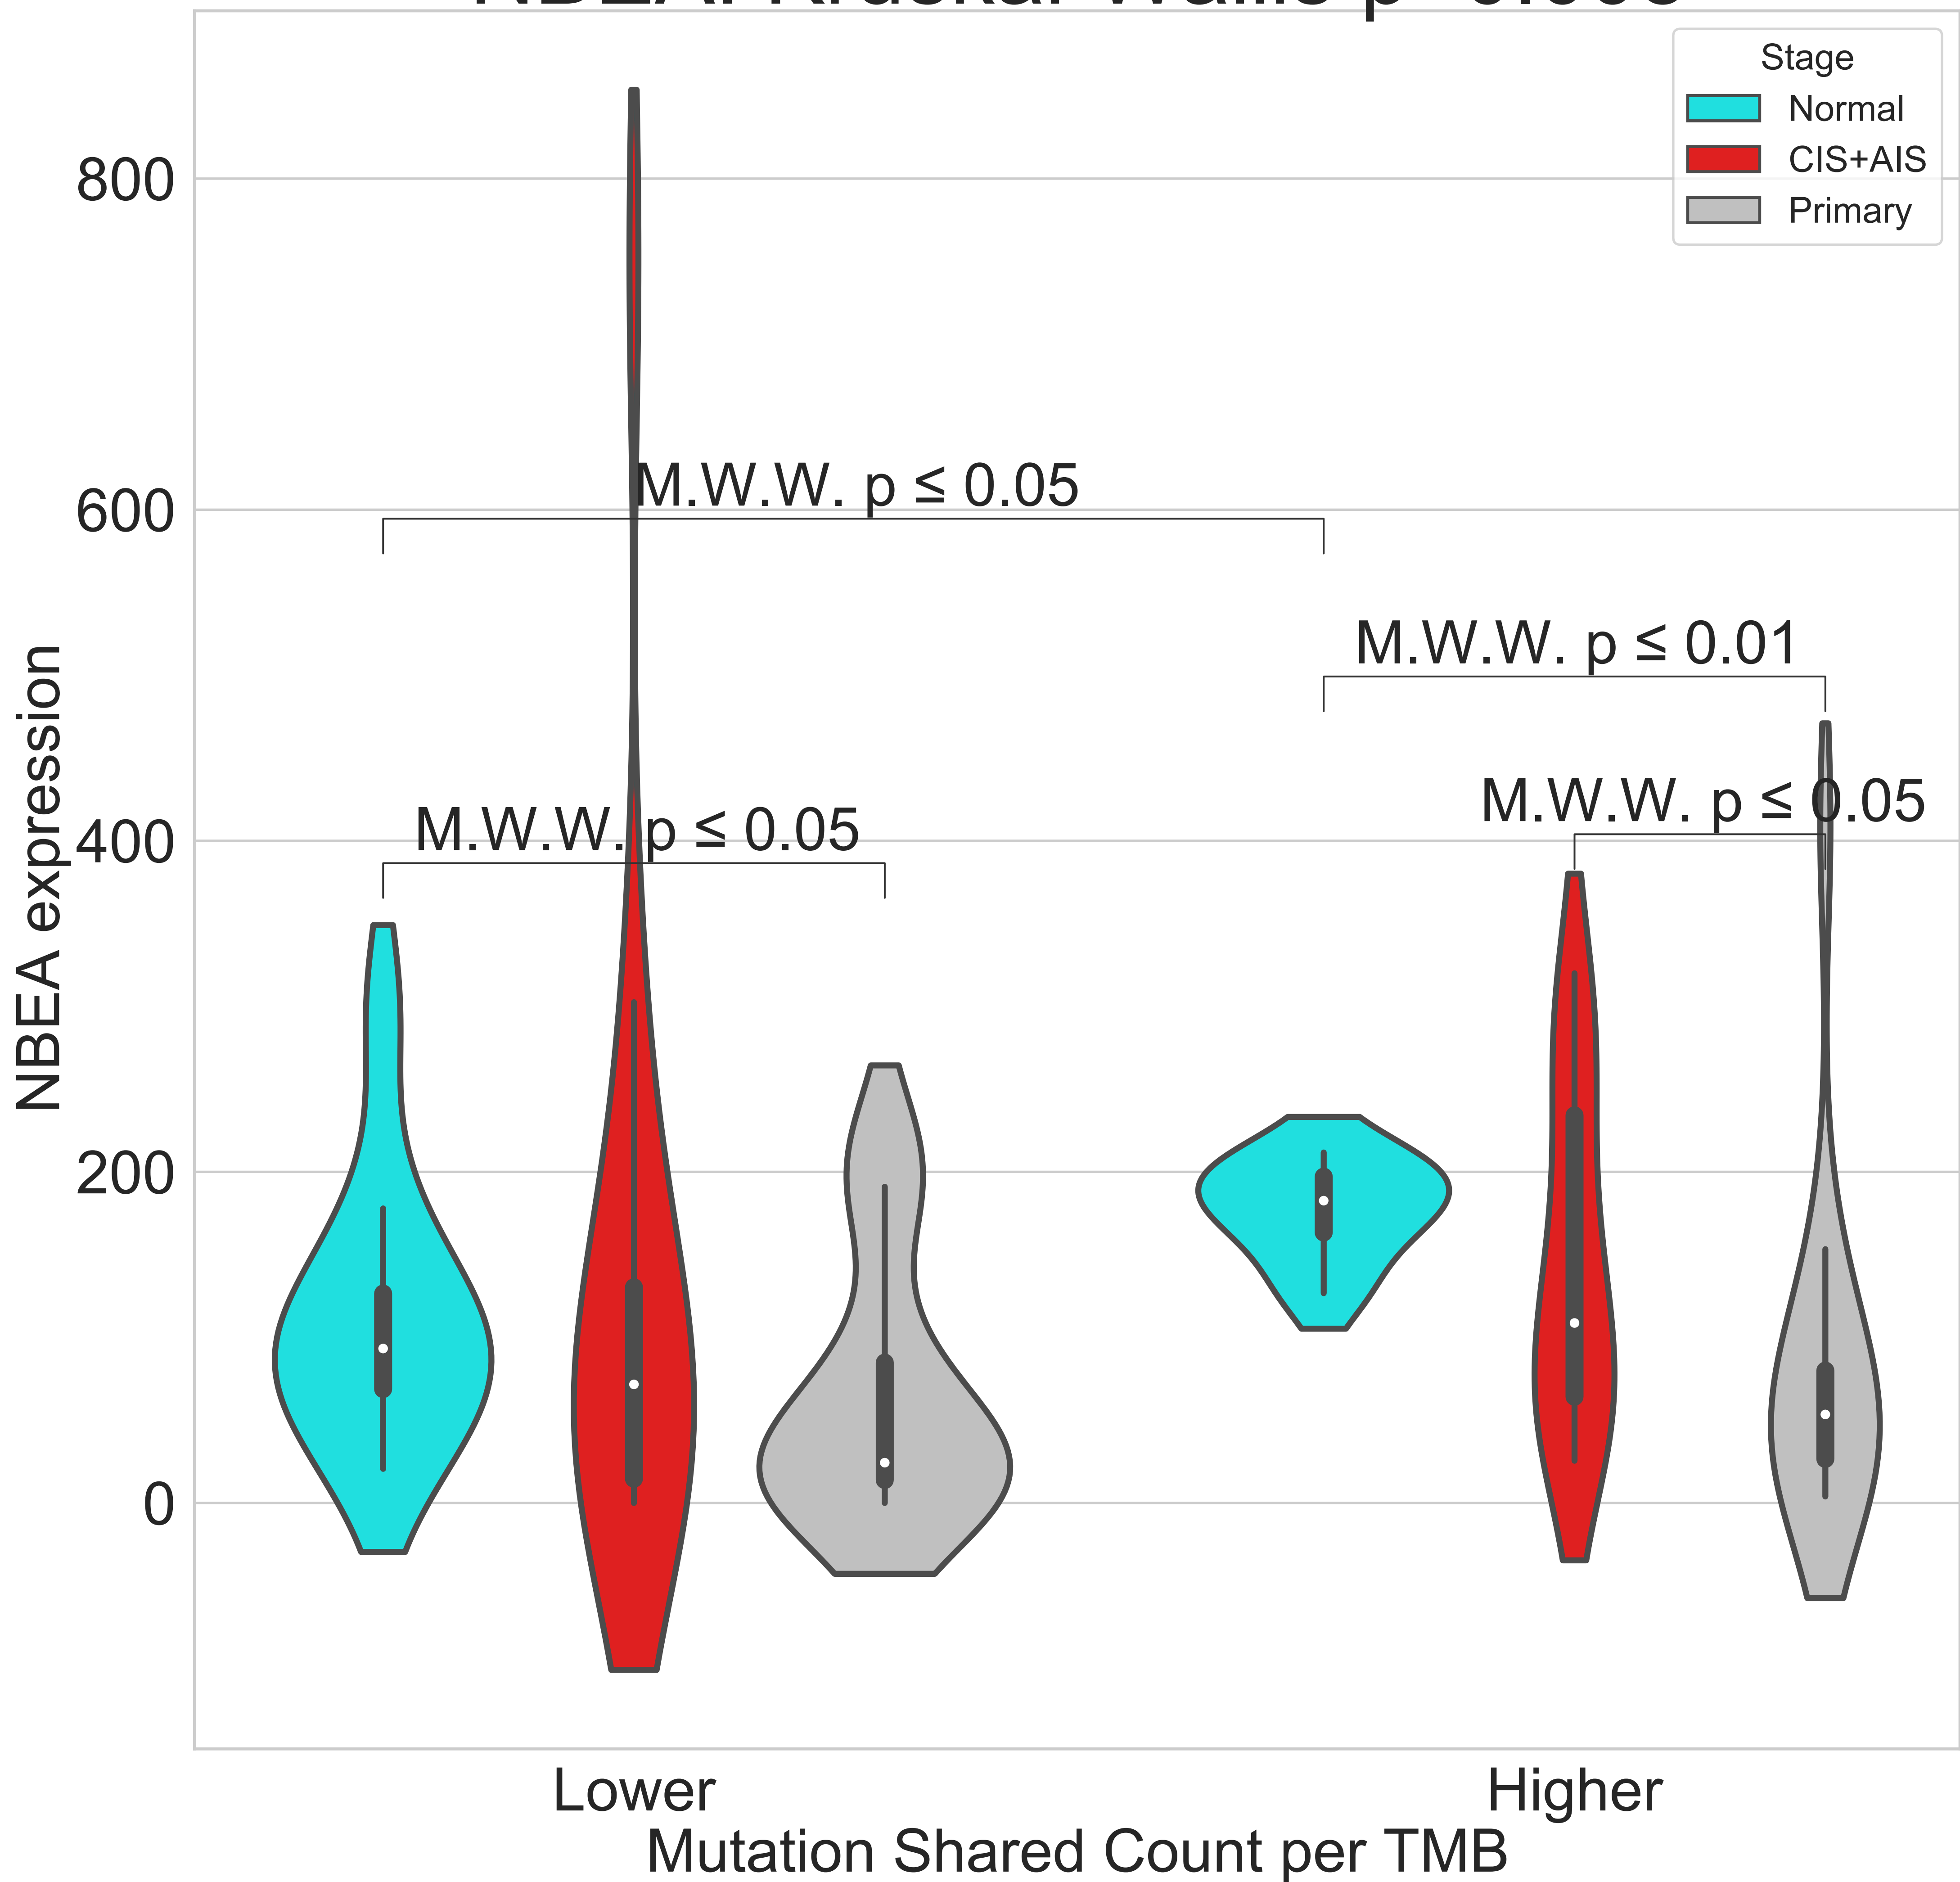 Stage
Normal
CIS+AIS
Primary
800
600
400
200
0
NBEA expression
M.W.W. p ≤ 0.05
M.W.W. p ≤ 0.01
M.W.W. p ≤ 0.05
M.W.W. p ≤ 0.05
Lower
Higher
Mutation Shared Count per TMB